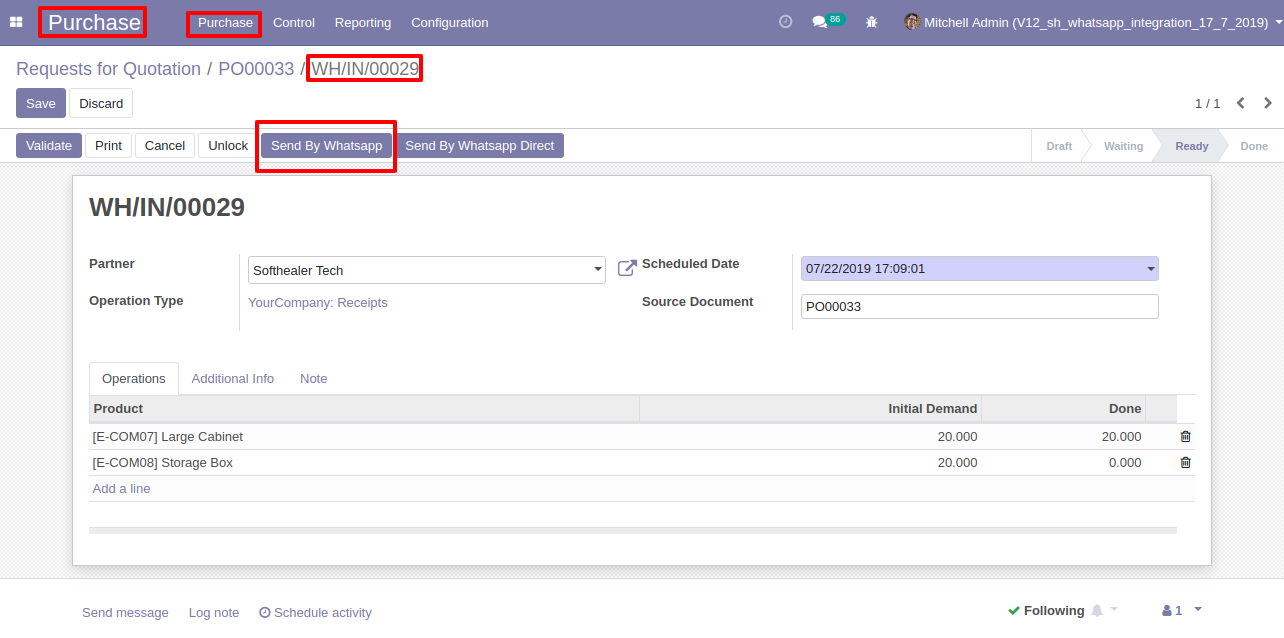 Purchase Purchase Control Reporting Configuration 86 Mitchell Admin (V12_sh_whatsapp_integration_17_7_2019)
Requests for Quotation / PO00033 / WH/IN/00029
Save Discard 1 / 1
Validate Print Cancel Unlock Send By Whatsapp Send By Whatsapp Direct Draft Waiting Ready Done
WH/IN/00029
Partner Softhealer Tech Scheduled Date 07/22/2019 17:09:01
Operation Type YourCompany: Receipts Source Document PO00033
Operations Additional Info Note
Product Initial Demand Done
[E-COM07] Large Cabinet 20.000 20.000
[E-COM08] Storage Box 20.000 0.000
Add a line
Send message Log note Schedule activity Following 1